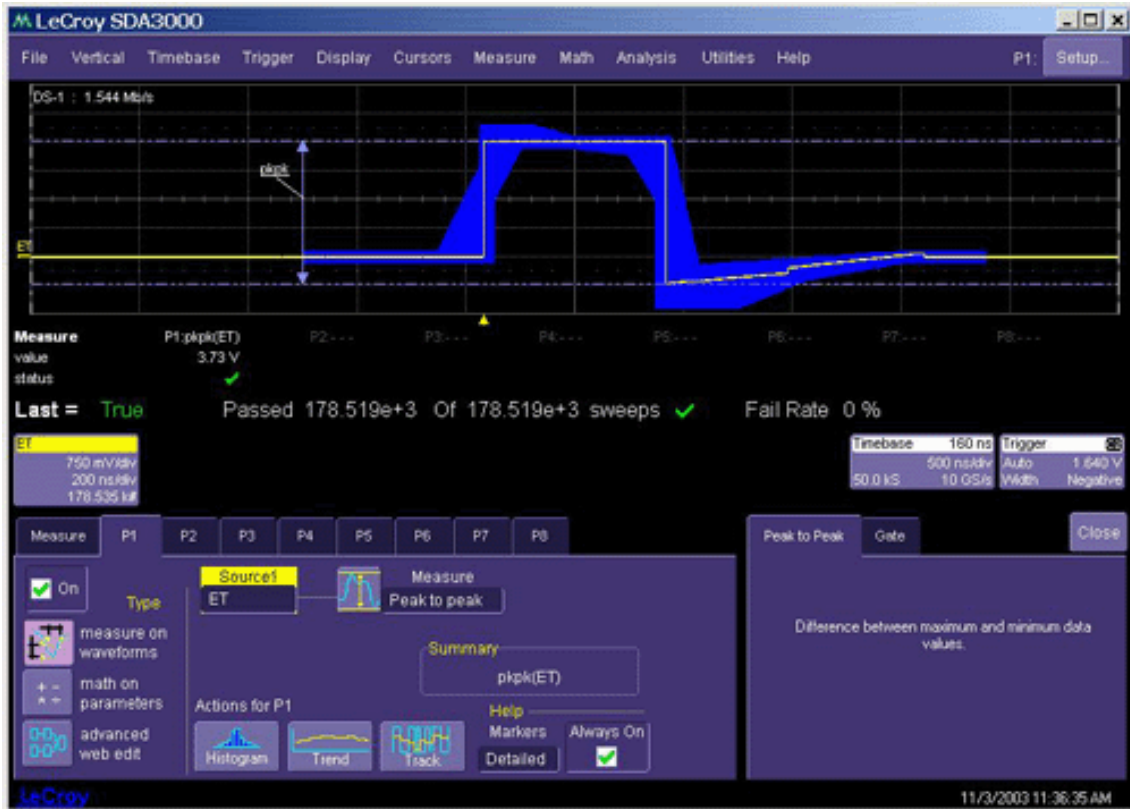 LeCroy SDA3000
File Vertical Timebase Trigger Display Cursors Measure Math Analysis Utilities Help P1: Setup...
DS-1 : 1.544 Mb/s
pkpk
ET
Measure P1:pkpk(ET) P2:--- P3:--- P4:--- P5:--- P6:--- P7:--- P8:---
value 3.73 V
status
Last = True Passed 178.519e+3 Of 178.519e+3 sweeps Fail Rate 0 %
ET
750 mV/div
200 ns/div
178.535 k#
Timebase 160 ns
500 ns/div
50.0 kS 10 GS/s
Trigger
Auto 1.640 V
Width Negative
Measure P1 P2 P3 P4 P5 P6 P7 P8
On
Type
measure on waveforms
math on parameters
advanced web edit
Source1
ET
Measure
Peak to peak
Summary
pkpk(ET)
Actions for P1
Histogram Trend Track
Help
Markers Always On
Detailed
Peak to Peak Gate Close
Difference between maximum and minimum data
values.
LeCroy 11/3/2003 11:36:35 AM